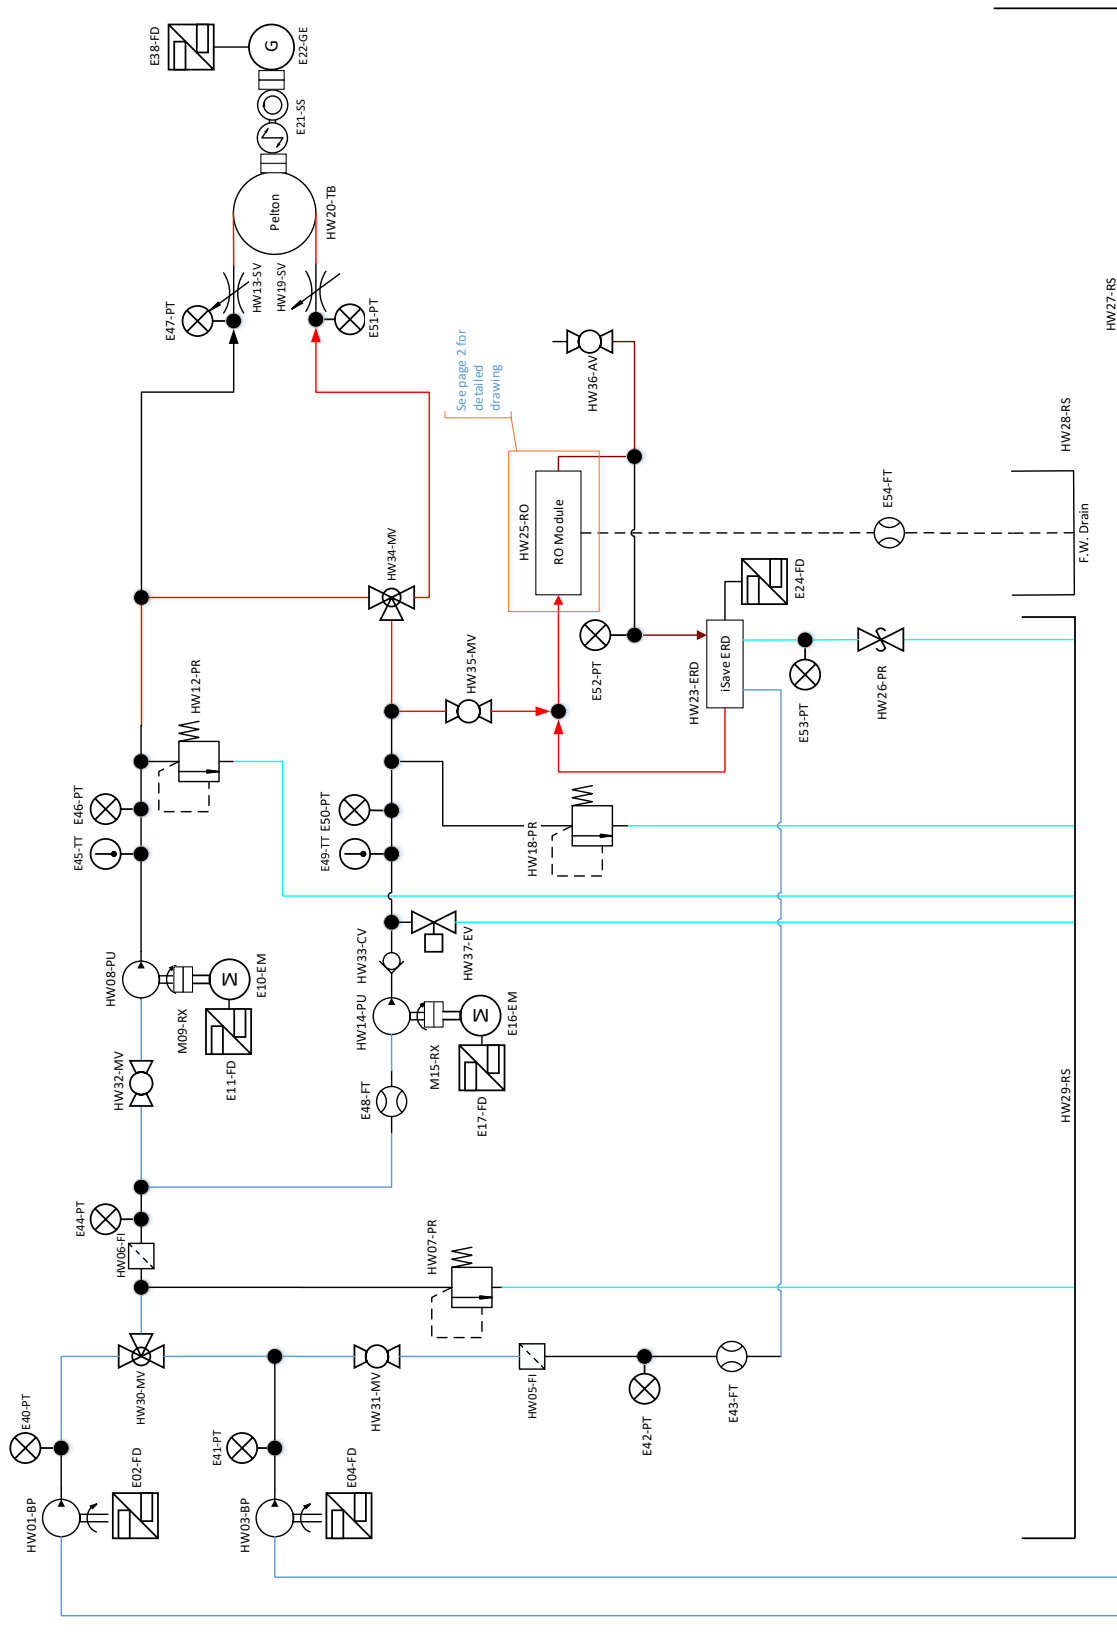 E38-FD
G
E22-GE
E21-SS
Pelton
HW20-TB
E47-PT
HW13-SV
HW19-SV
E51-PT
See page 2 for
detailed
drawing
HW36-AV
HW27-RS
HW28-RS
HW25-RO
RO Module
E54-FT
F.W. Drain
HW34-MV
E52-PT
HW23-ERD
iSave ERD
E24-FD
E53-PT
HW26-PR
HW35-MV
HW12-PR
E46-PT
E45-TT
E50-PT
E49-TT
HW18-PR
HW08-PU
M09-RX
M
E10-EM
E11-FD
HW33-CV
HW37-EV
HW14-PU
M15-RX
M
E16-EM
E17-FD
HW32-MV
E48-FT
HW29-RS
E44-PT
HW06-FI
HW07-PR
HW30-MV
HW31-MV
HW05-FI
E42-PT
E43-FT
E40-PT
E41-PT
HW01-BP
E02-FD
HW03-BP
E04-FD